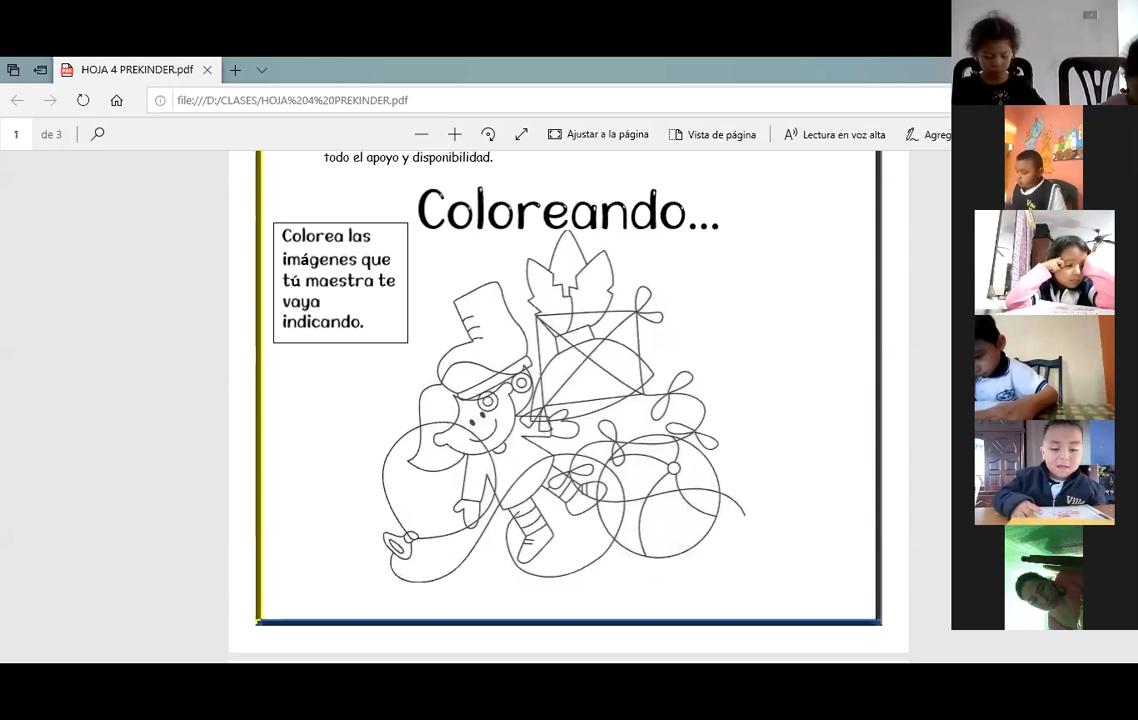 HOJA 4 PREKINDER.pdf
file:///D:/CLASES/HOJA%204%20PREKINDER.pdf
1 de 3 Ajustar a la página Vista de página Lectura en voz alta Agreg
todo el apoyo y disponibilidad.
Coloreando...
Colorea las
imágenes que
tú maestra te
vaya
indicando.